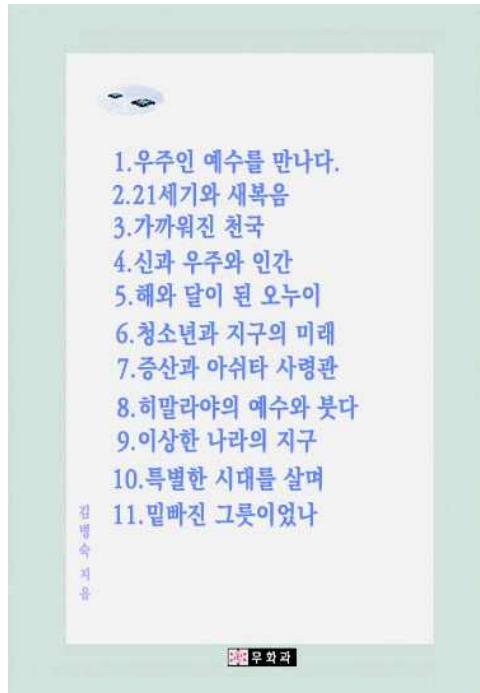 1.우주인 예수를 만나다.
2.21세기와 새복음
3.가까워진 천국
4.신과 우주와 인간
5.해와 달이 된 오누이
6.청소년과 지구의 미래
7.증산과 아쉬타 사령관
8.히말라야의 예수와 붓다
9.이상한 나라의 지구
10.특별한 시대를 살며
11.밑빠진 그릇이었나
김병숙 지음
무화과